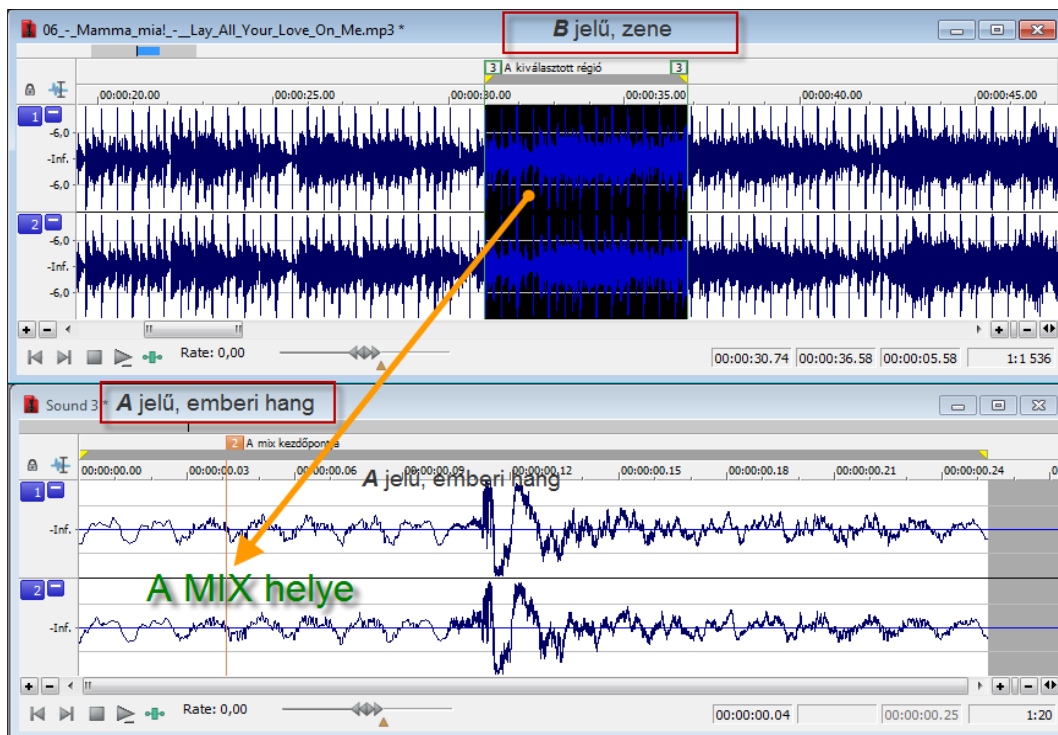 06_-_Mamma_mia!_-__Lay_All_Your_Love_On_Me.mp3 *
B jelű, zene
3 A kiválasztott régió 3
,00:00:20.00 ,00:00:25.00 ,00:00:30.00 ,00:00:35.00 ,00:00:40.00 ,00:00:45.00
1
-6,0
-Inf.
-6,0
2
-6,0
-Inf.
-6,0
Rate: 0,00
00:00:30.74 00:00:36.58 00:00:05.58 1:1 536
Sound 3 *
A jelű, emberi hang
2 A mix kezdőpontja
00:00:00.00 ,00:00:00.03 ,00:00:00.06 ,00:00:00.09 ,00:00:00.12 ,00:00:00.15 ,00:00:00.18 ,00:00:00.21 ,00:00:00.24
A jelű, emberi hang
1
-Inf.
A MIX helye
2
-Inf.
Rate: 0,00
00:00:00.04 00:00:00.25 1:20